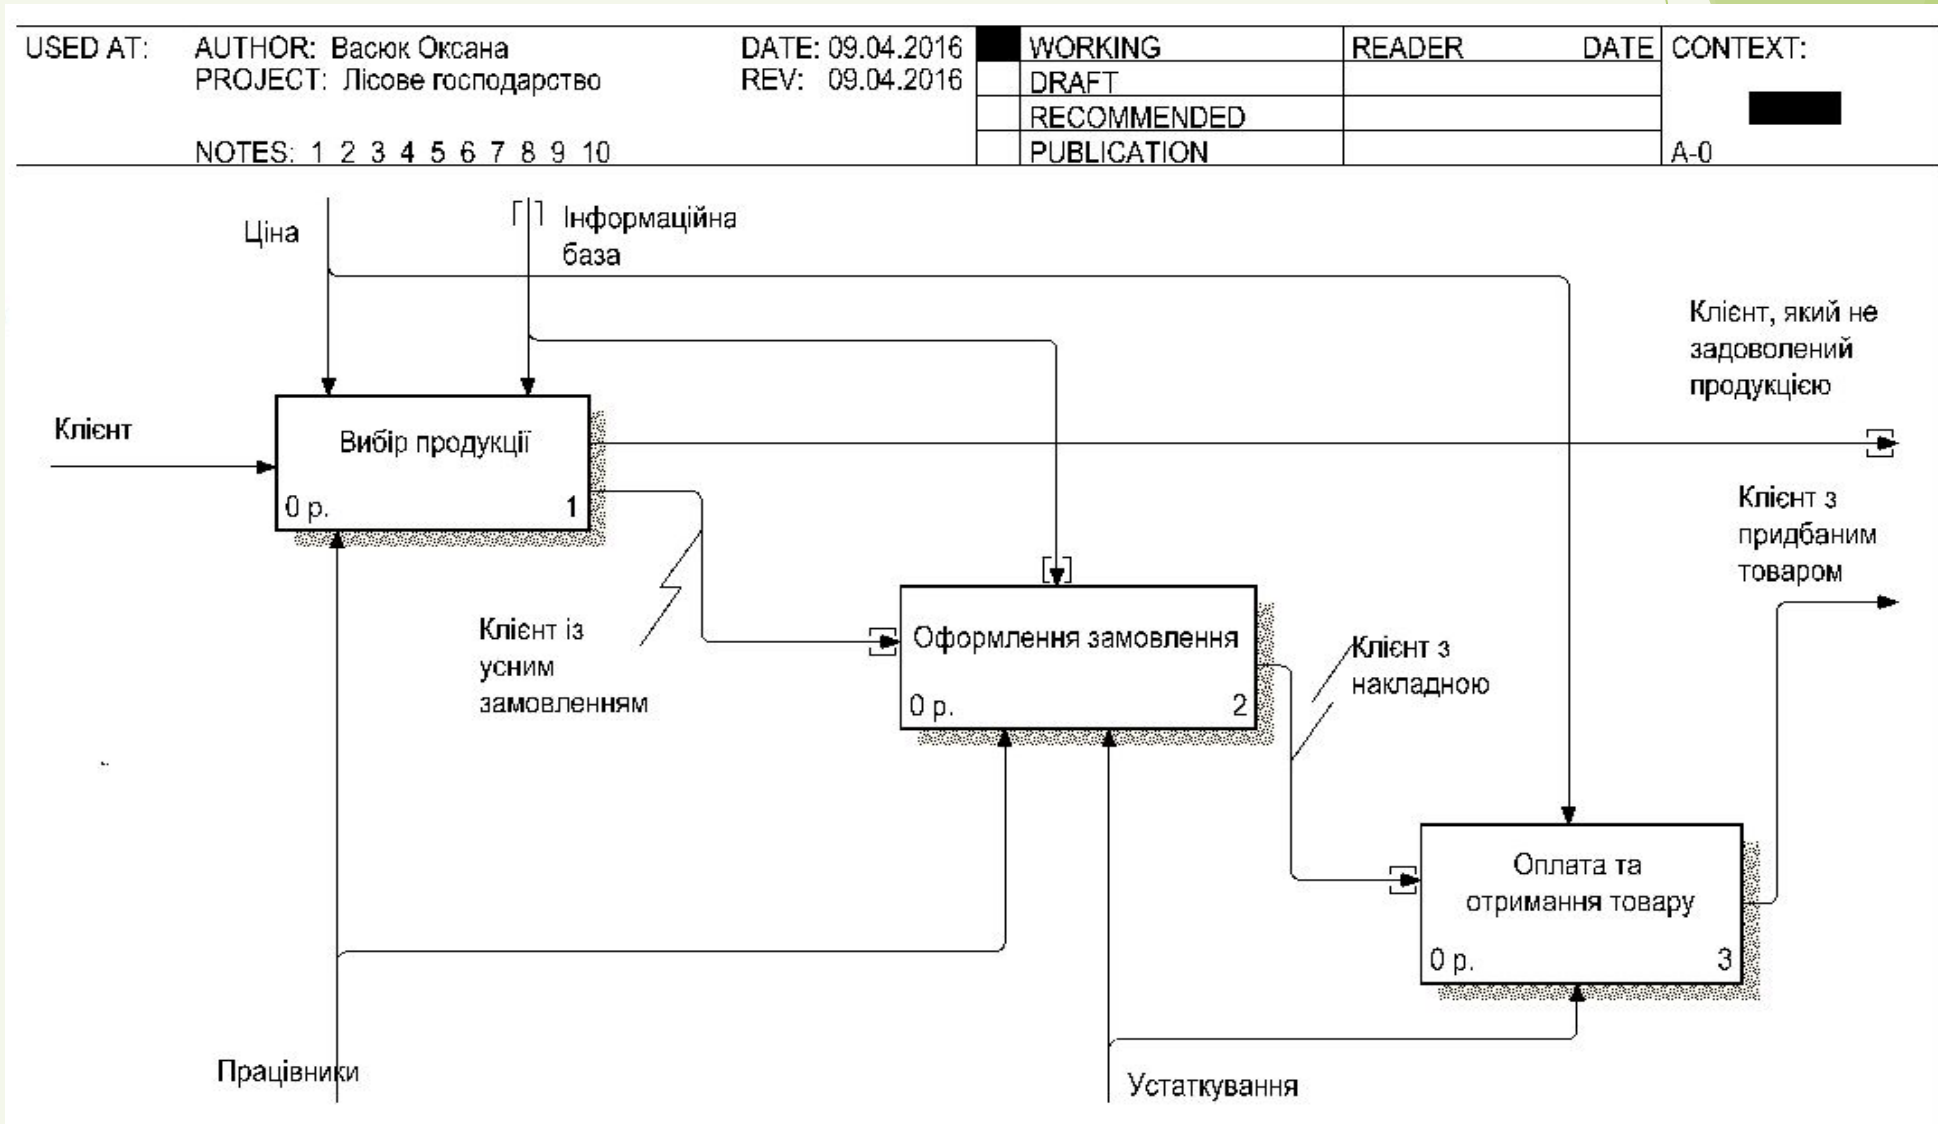 USED AT:
AUTHOR: Васюк Оксана
PROJECT: Лісове господарство
NOTES: 1 2 3 4 5 6 7 8 9 10
DATE: 09.04.2016
REV: 09.04.2016
WORKING
DRAFT
RECOMMENDED
PUBLICATION
READER
DATE
CONTEXT:
A-0
Ціна
Інформаційна
база
Клієнт, який не
задоволений
продукцією
Клієнт
Вибір продукції
0 р.
1
Клієнт з
придбаним
товаром
Клієнт із
усним
замовленням
Оформлення замовлення
0 р.
2
Клієнт з
накладною
Оплата та
отримання товару
0 р.
3
Працівники
Устаткування